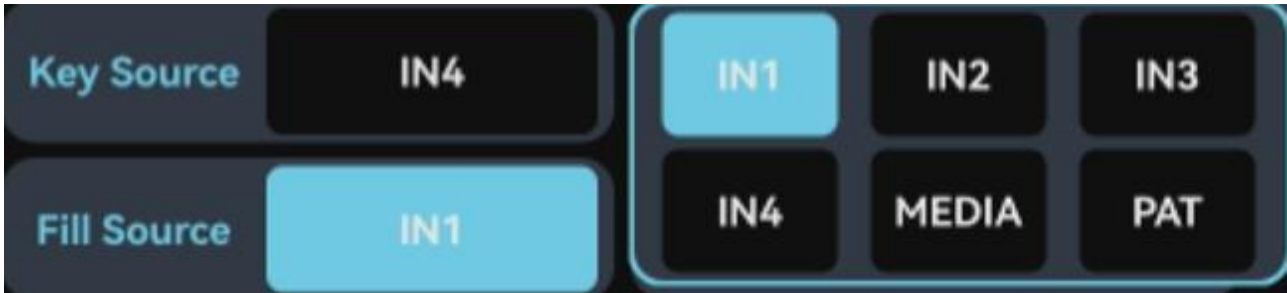 Key Source IN4
Fill Source IN1
IN1 IN2 IN3
IN4 MEDIA PAT